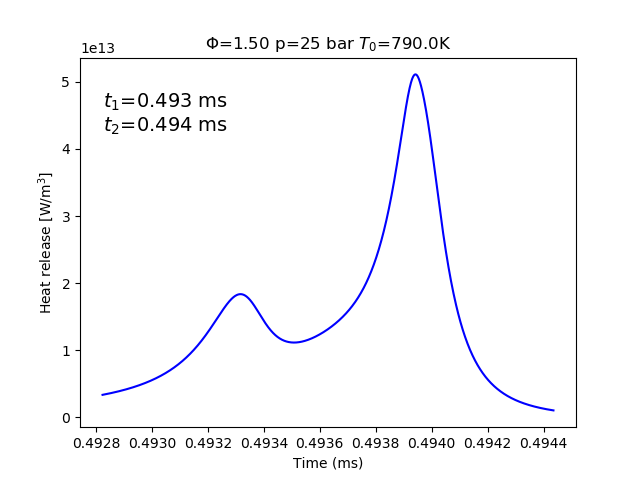 Φ=1.50 p=25 bar T₀=790.0K
1e13
t₁=0.493 ms
t₂=0.494 ms
5
4
3
2
1
0
Heat release [W/m³]
0.4928 0.4930 0.4932 0.4934 0.4936 0.4938 0.4940 0.4942 0.4944
Time (ms)